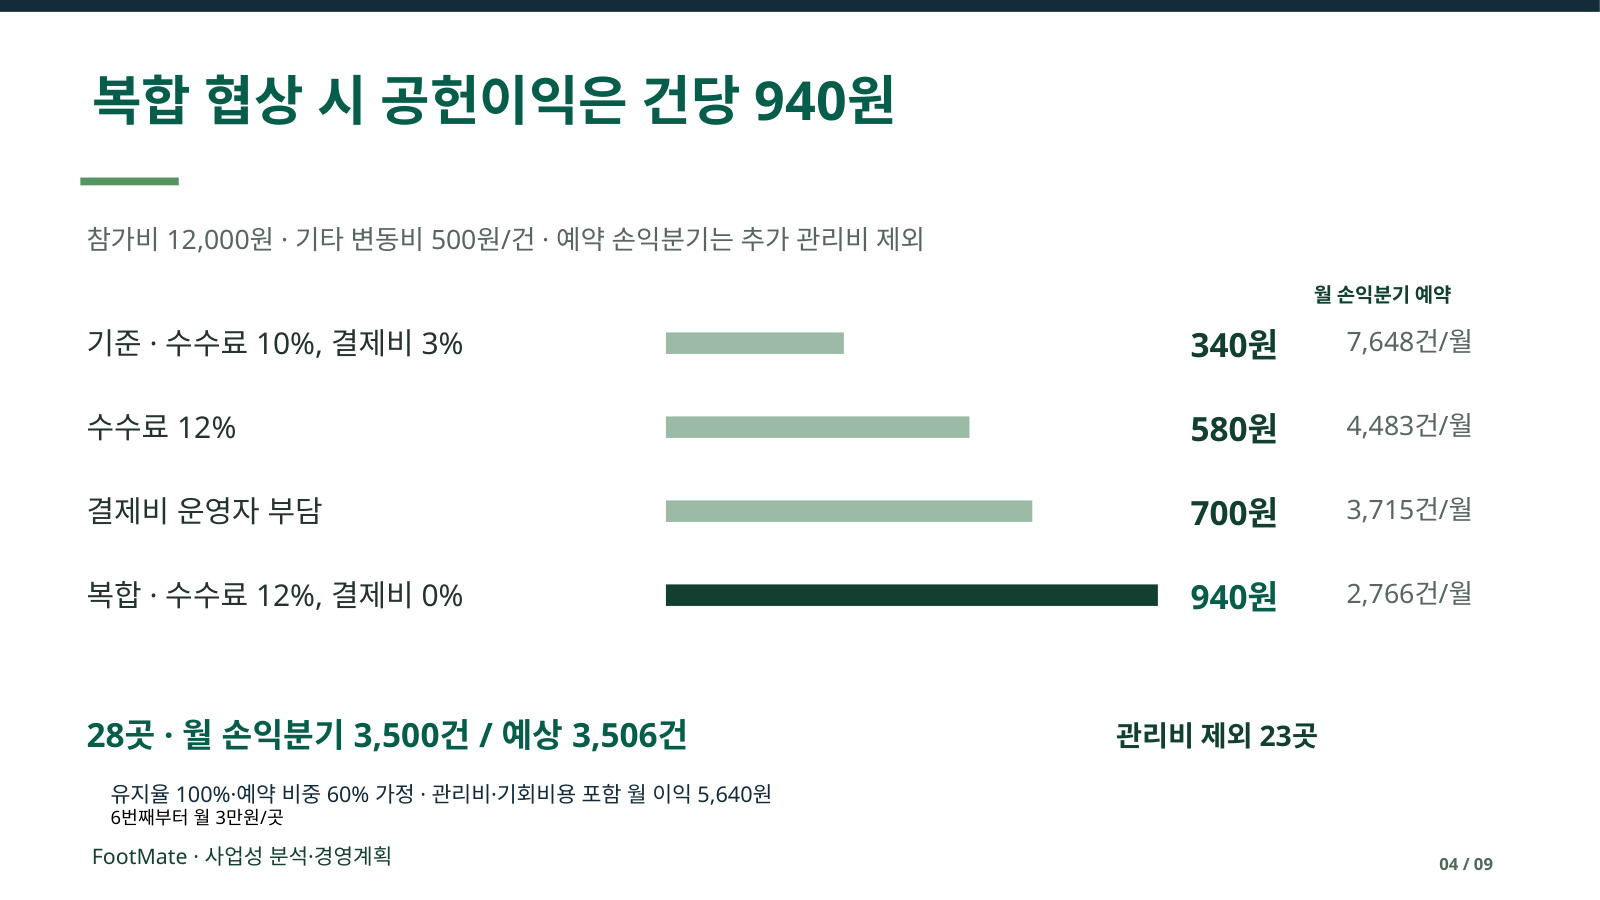 복합 협상 시 공헌이익은 건당 940원
참가비 12,000원 · 기타 변동비 500원/건 · 예약 손익분기는 추가 관리비 제외
월 손익분기 예약
기준 · 수수료 10%, 결제비 3% 340원 7,648건/월
수수료 12% 580원 4,483건/월
결제비 운영자 부담 700원 3,715건/월
복합 · 수수료 12%, 결제비 0% 940원 2,766건/월
28곳 · 월 손익분기 3,500건 / 예상 3,506건 관리비 제외 23곳
유지율 100%·예약 비중 60% 가정 · 관리비·기회비용 포함 월 이익 5,640원
6번째부터 월 3만원/곳
FootMate · 사업성 분석·경영계획
04 / 09